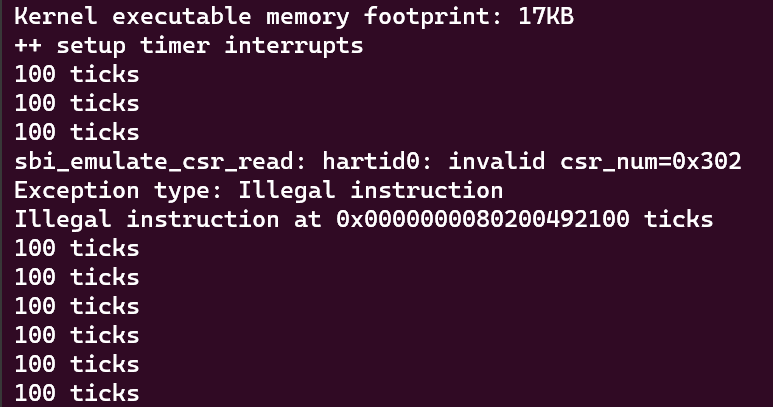 Kernel executable memory footprint: 17KB
++ setup timer interrupts
100 ticks
100 ticks
100 ticks
sbi_emulate_csr_read: hartid0: invalid csr_num=0x302
Exception type: Illegal instruction
Illegal instruction at 0x0000000080200492100 ticks
100 ticks
100 ticks
100 ticks
100 ticks
100 ticks
100 ticks